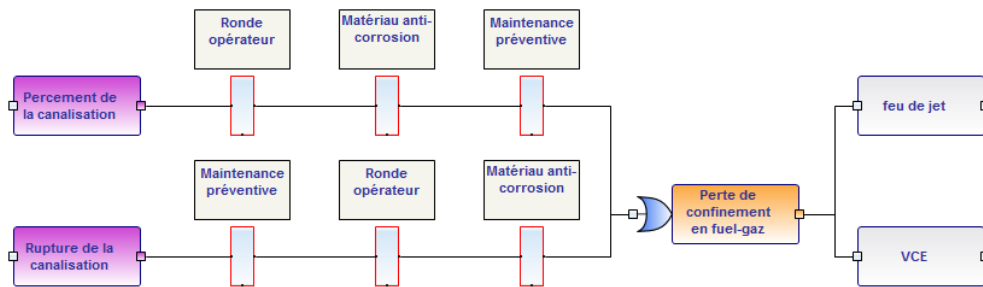 Ronde
opérateur
Matériau anti-
corrosion
Maintenance
préventive
Percement de
la canalisation
feu de jet
Maintenance
préventive
Ronde
opérateur
Matériau anti-
corrosion
Perte de
confinement
en fuel-gaz
Rupture de la
canalisation
VCE